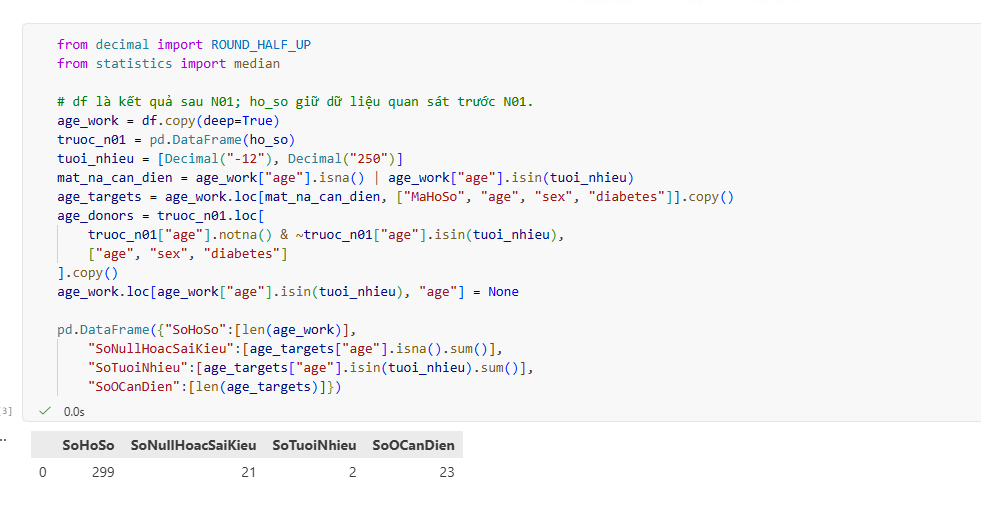 from decimal import ROUND_HALF_UP
from statistics import median
# df là kết quả sau N01; ho_so giữ dữ liệu quan sát trước N01.
age_work = df.copy(deep=True)
truoc_n01 = pd.DataFrame(ho_so)
tuoi_nhieu = [Decimal("-12"), Decimal("250")]
mat_na_can_dien = age_work["age"].isna() | age_work["age"].isin(tuoi_nhieu)
age_targets = age_work.loc[mat_na_can_dien, ["MaHoSo", "age", "sex", "diabetes"]].copy()
age_donors = truoc_n01.loc[
    truoc_n01["age"].notna() & ~truoc_n01["age"].isin(tuoi_nhieu),
    ["age", "sex", "diabetes"]
].copy()
age_work.loc[age_work["age"].isin(tuoi_nhieu), "age"] = None
pd.DataFrame({"SoHoSo":[len(age_work)],
    "SoNullHoacSaiKieu":[age_targets["age"].isna().sum()],
    "SoTuoiNhieu":[age_targets["age"].isin(tuoi_nhieu).sum()],
    "SoOCanDien":[len(age_targets)]})
[3] ✓ 0.0s
..
SoHoSo SoNullHoacSaiKieu SoTuoiNhieu SoOCanDien
0 299 21 2 23